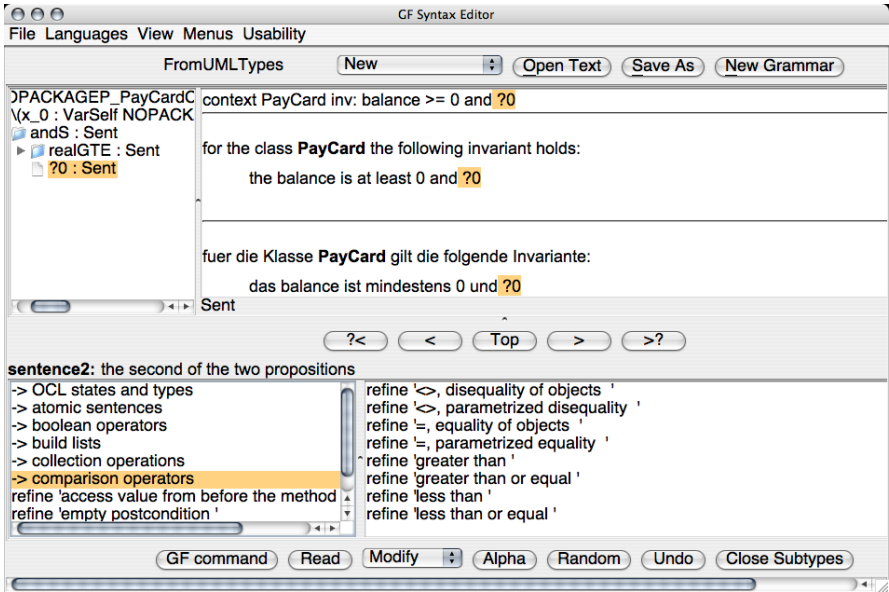 GF Syntax Editor
File Languages View Menus Usability
FromUMLTypes New Open Text Save As New Grammar
OPACKAGEP_PayCardC
\(x_0 : VarSelf NOPACK
andS : Sent
realGTE : Sent
?0 : Sent
context PayCard inv: balance >= 0 and ?0
for the class PayCard the following invariant holds:
the balance is at least 0 and ?0
fuer die Klasse PayCard gilt die folgende Invariante:
das balance ist mindestens 0 und ?0
Sent
?< < Top > >?
sentence2: the second of the two propositions
-> OCL states and types
-> atomic sentences
-> boolean operators
-> build lists
-> collection operations
-> comparison operators
refine 'access value from before the method
refine 'empty postcondition '
refine '<>, disequality of objects '
refine '<>, parametrized disequality '
refine '=, equality of objects '
refine '=, parametrized equality '
refine 'greater than '
refine 'greater than or equal '
refine 'less than '
refine 'less than or equal '
GF command Read Modify Alpha Random Undo Close Subtypes